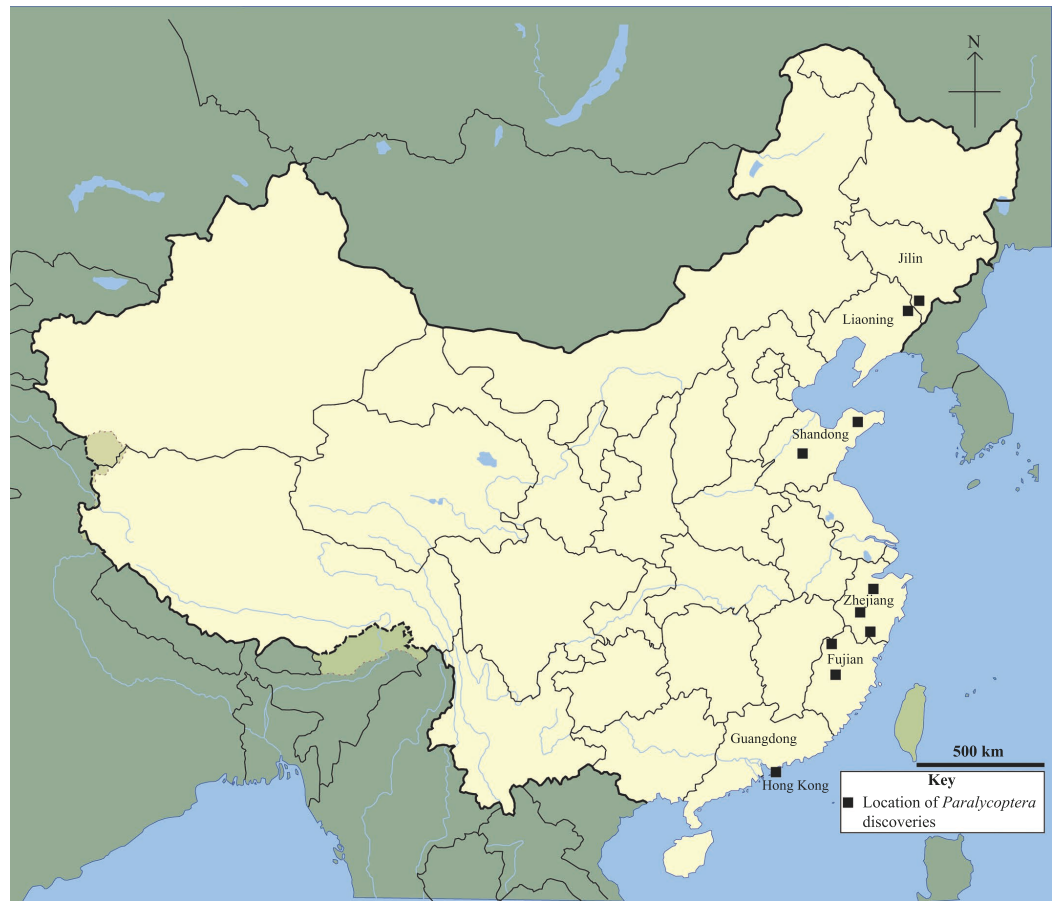 N
Jilin
Liaoning
Shandong
Zhejiang
Fujian
Guangdong
Hong Kong
500 km
Key
Location of Paralycoptera
discoveries